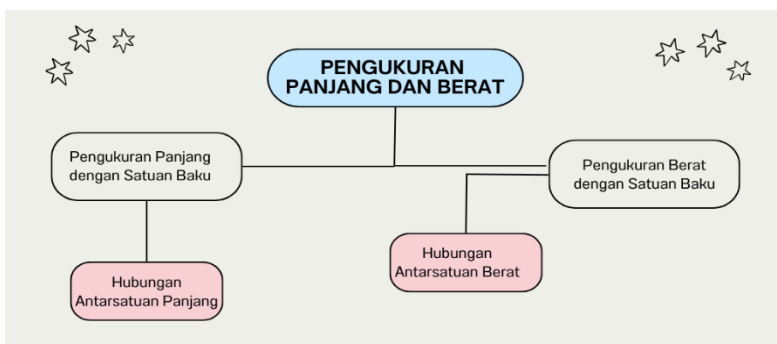 PENGUKURAN
PANJANG DAN BERAT
Pengukuran Panjang
dengan Satuan Baku
Pengukuran Berat
dengan Satuan Baku
Hubungan
Antarsatuan Berat
Hubungan
Antarsatuan Panjang